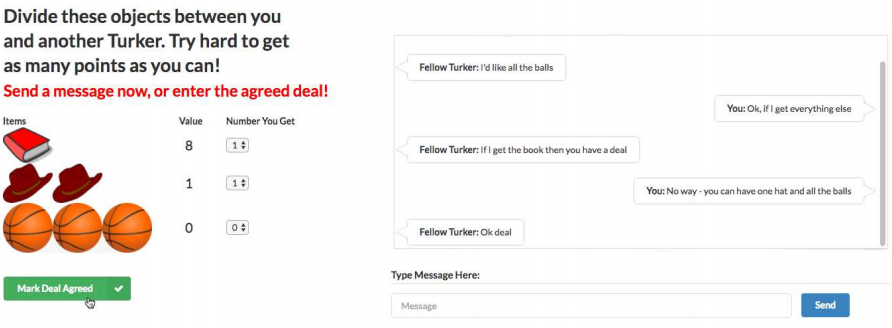 Divide these objects between you
and another Turker. Try hard to get
as many points as you can!
Send a message now, or enter the agreed deal!
Items Value Number You Get
8 1
1 1
0 0
Mark Deal Agreed
Fellow Turker: I'd like all the balls
You: Ok, if I get everything else
Fellow Turker: If I get the book then you have a deal
You: No way - you can have one hat and all the balls
Fellow Turker: Ok deal
Type Message Here:
Message Send